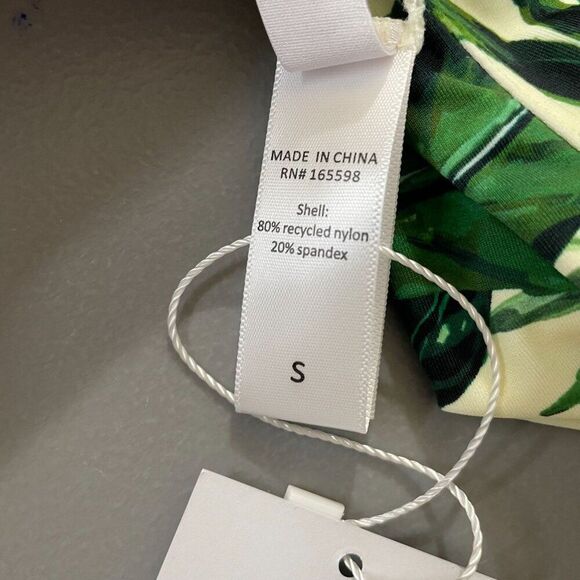 MADE IN CHINA
RN# 165598
Shell:
80% recycled nylon
20% spandex
S